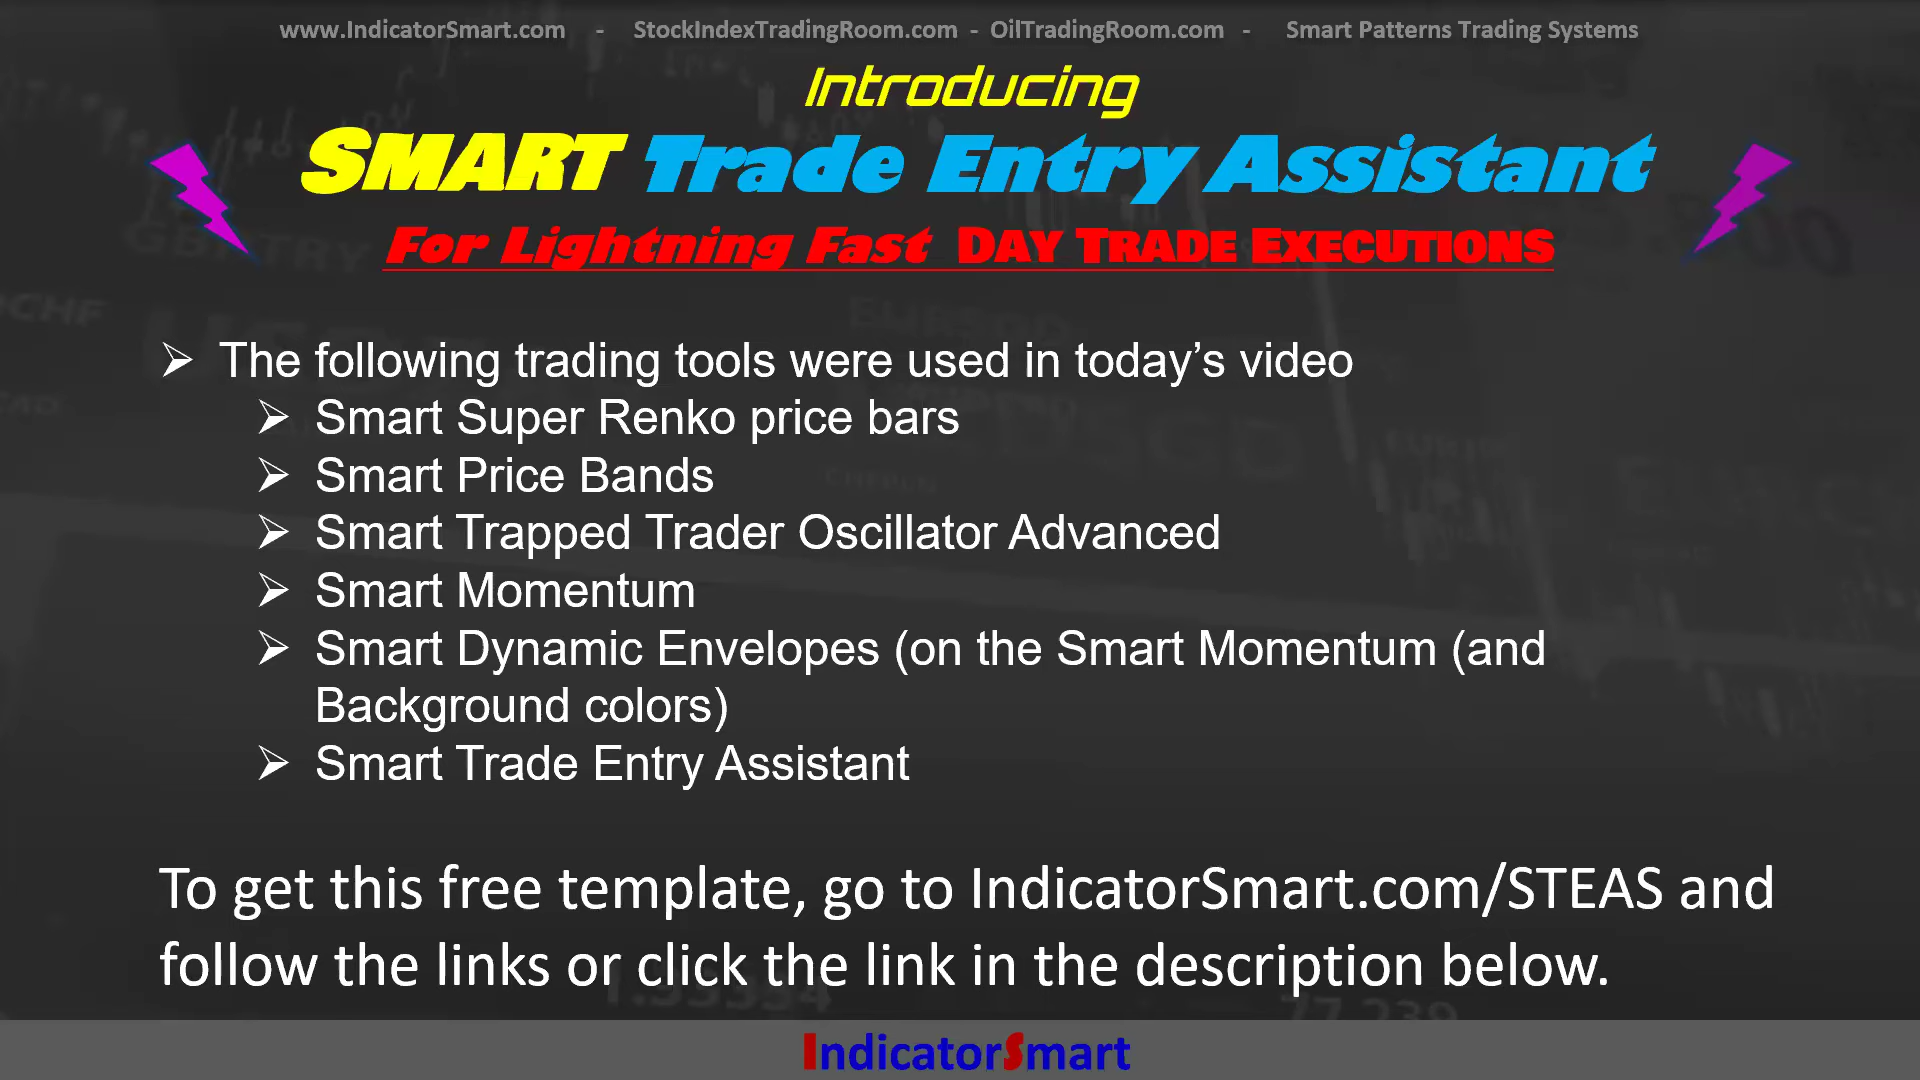 www.IndicatorSmart.com - StockIndexTradingRoom.com - OilTradingRoom.com - Smart Patterns Trading Systems
Introducing
SMART Trade Entry Assistant
For Lightning Fast DAY TRADE EXECUTIONS
➢ The following trading tools were used in today’s video
➢ Smart Super Renko price bars
➢ Smart Price Bands
➢ Smart Trapped Trader Oscillator Advanced
➢ Smart Momentum
➢ Smart Dynamic Envelopes (on the Smart Momentum (and
Background colors)
➢ Smart Trade Entry Assistant
To get this free template, go to IndicatorSmart.com/STEAS and
follow the links or click the link in the description below.
IndicatorSmart